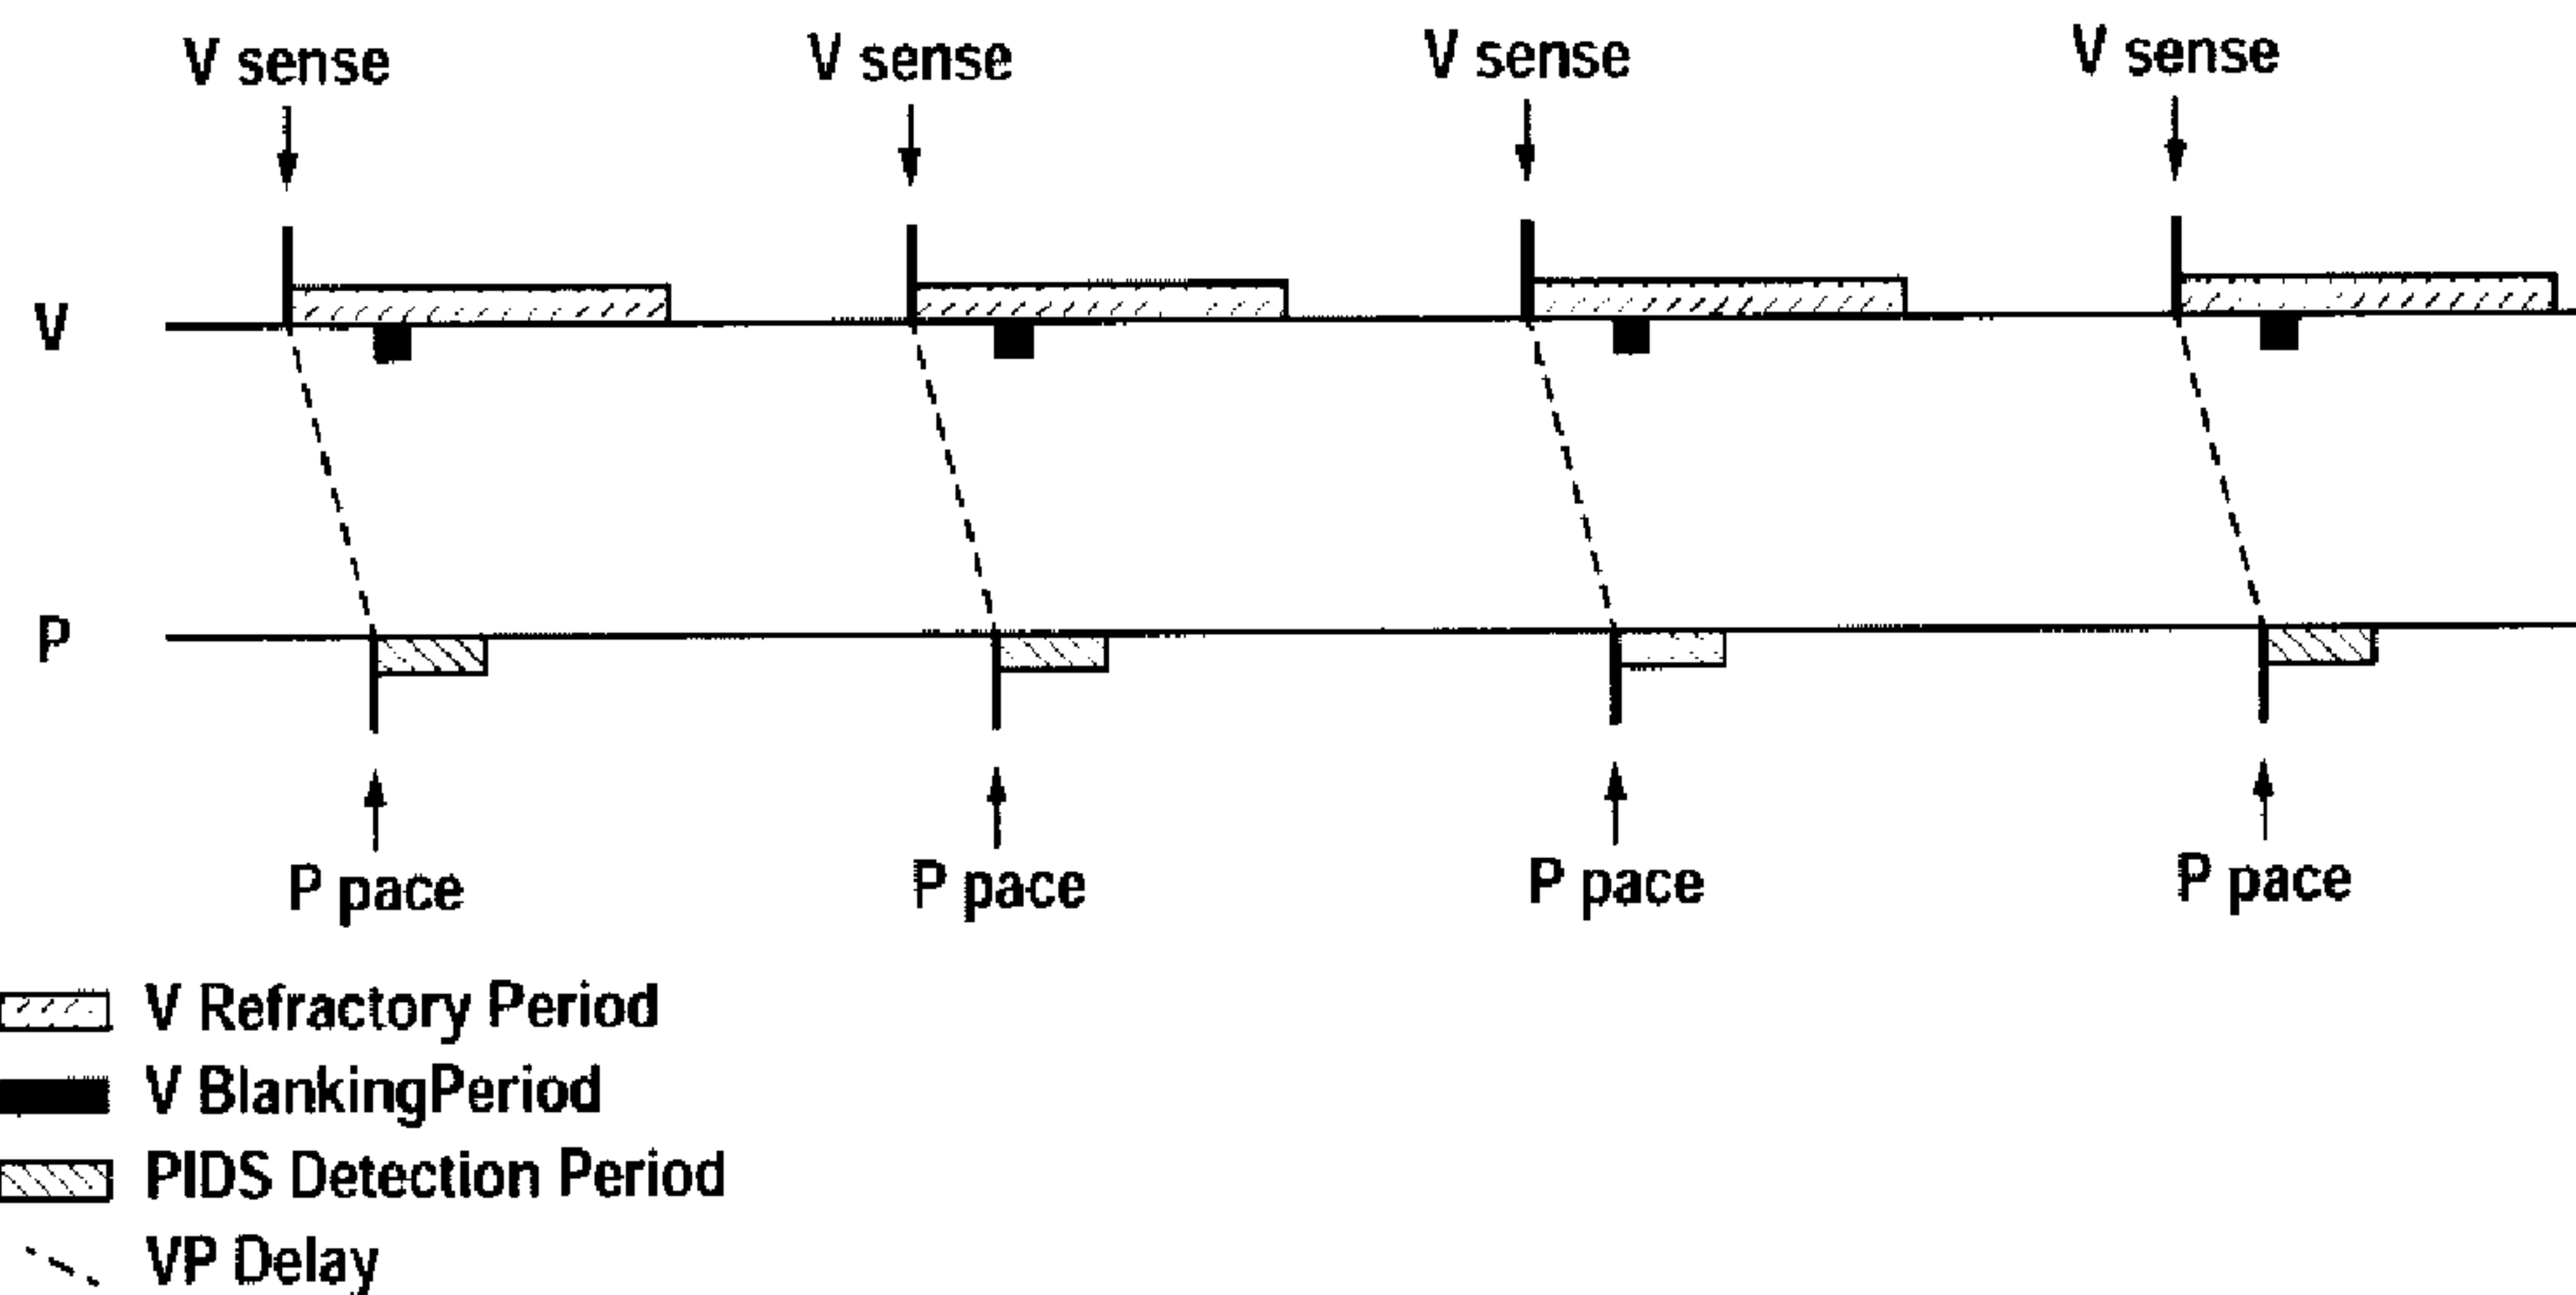 V sense V sense V sense V sense
V
P
P pace P pace P pace P pace
V Refractory Period
V BlankingPeriod
PIDS Detection Period
VP Delay